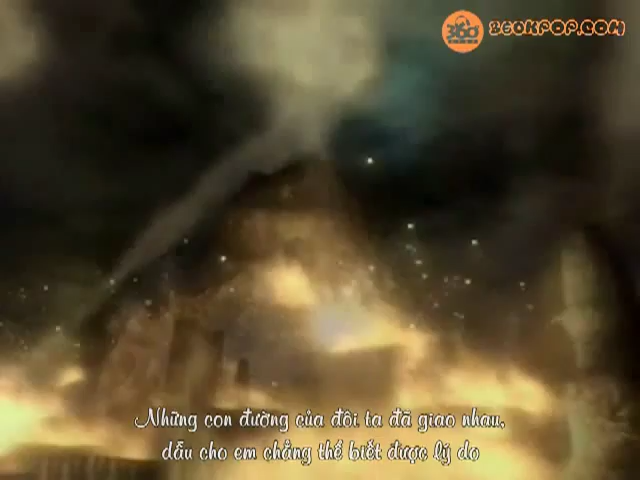 360° 360KPOP.COM
Những con đường của đôi ta đã giao nhau,
dẫu cho em chẳng thể biết được lý do